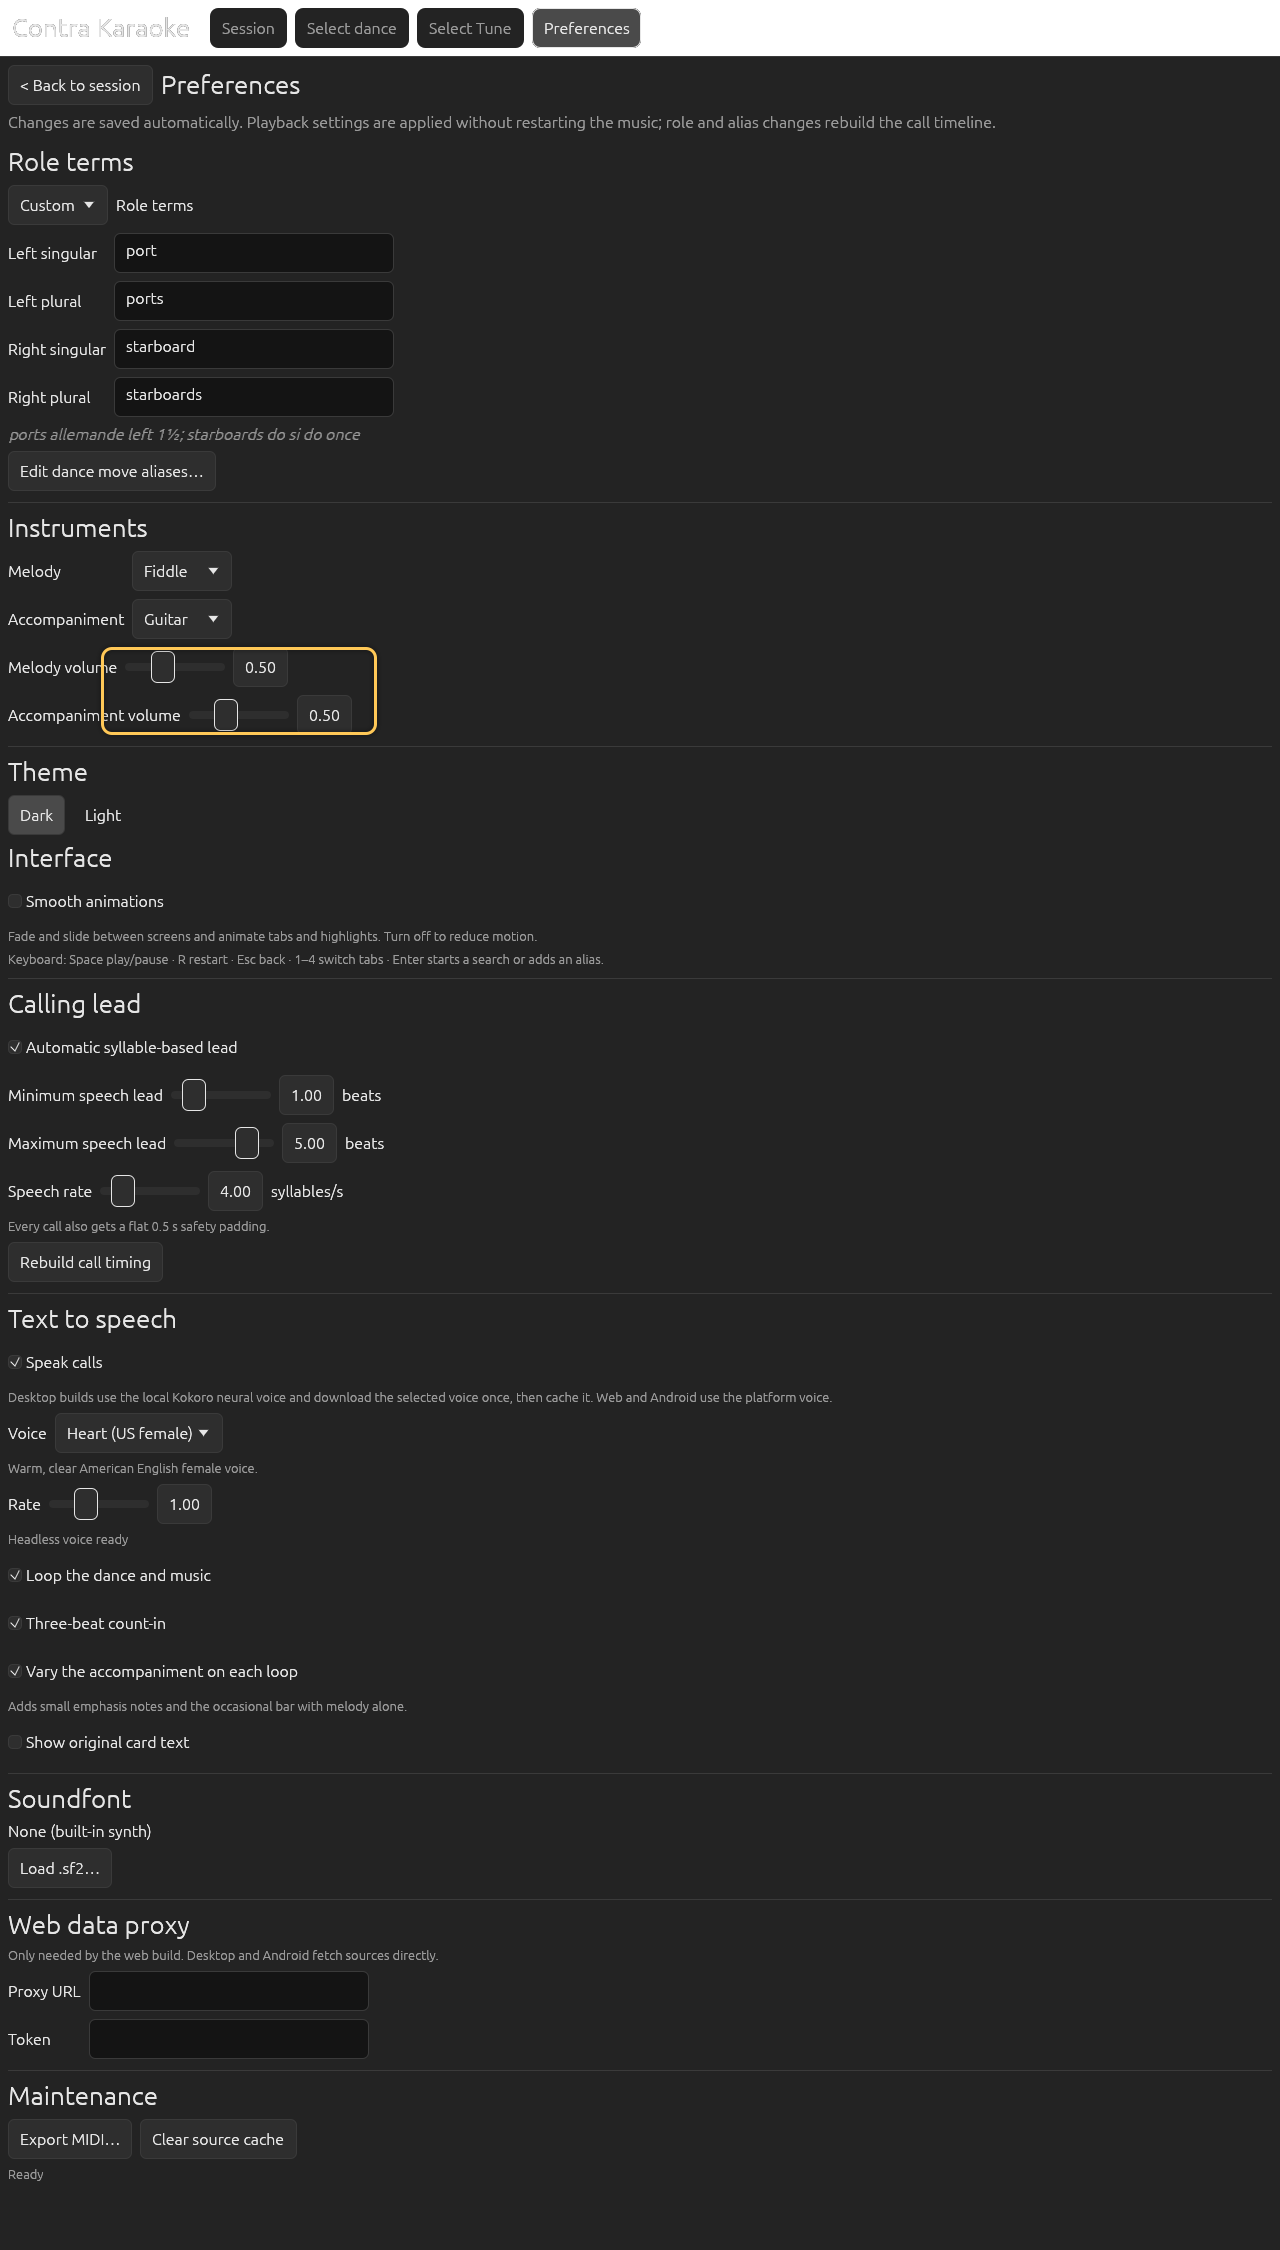 Contra Karaoke Session Select dance Select Tune Preferences
< Back to session Preferences
Changes are saved automatically. Playback settings are applied without restarting the music; role and alias changes rebuild the call timeline.
Role terms
Custom Role terms
Left singular port
Left plural ports
Right singular starboard
Right plural starboards
ports allemande left 1½; starboards do si do once
Edit dance move aliases…
Instruments
Melody Fiddle
Accompaniment Guitar
Melody volume 0.50
Accompaniment volume 0.50
Theme
Dark Light
Interface
Smooth animations
Fade and slide between screens and animate tabs and highlights. Turn off to reduce motion.
Keyboard: Space play/pause · R restart · Esc back · 1–4 switch tabs · Enter starts a search or adds an alias.
Calling lead
Automatic syllable-based lead
Minimum speech lead 1.00 beats
Maximum speech lead 5.00 beats
Speech rate 4.00 syllables/s
Every call also gets a flat 0.5 s safety padding.
Rebuild call timing
Text to speech
Speak calls
Desktop builds use the local Kokoro neural voice and download the selected voice once, then cache it. Web and Android use the platform voice.
Voice Heart (US female)
Warm, clear American English female voice.
Rate 1.00
Headless voice ready
Loop the dance and music
Three-beat count-in
Vary the accompaniment on each loop
Adds small emphasis notes and the occasional bar with melody alone.
Show original card text
Soundfont
None (built-in synth)
Load .sf2…
Web data proxy
Only needed by the web build. Desktop and Android fetch sources directly.
Proxy URL
Token
Maintenance
Export MIDI… Clear source cache
Ready